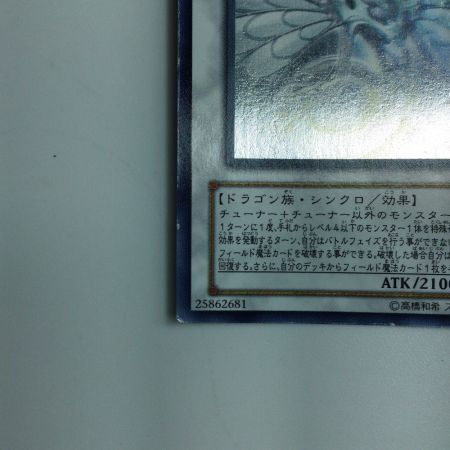 【ドラゴン族・シンクロ／効果】
チューナー＋チューナー以外のモンスター
1ターンに1度、手札からレベル4以下のモンスター1体を特殊
効果を発動するターン、自分はバトルフェイズを行う事ができない
フィールド魔法カードを破壊する事ができる。破壊した場合自分は
回復する。さらに、自分のデッキからフィールド魔法カード1枚を
ATK/2100
25862681
©高橋和希